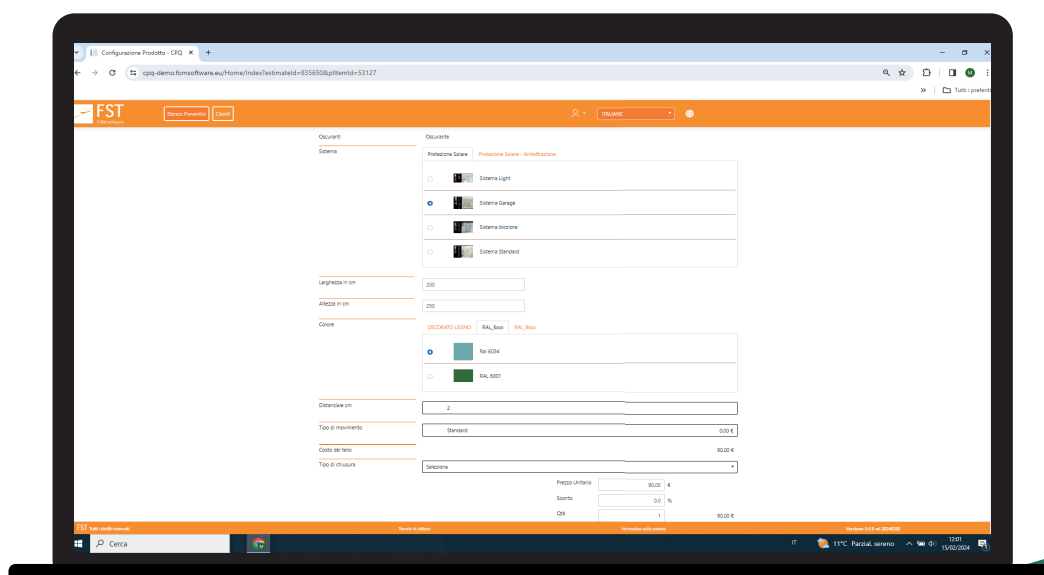 Configurazione Prodotto - CPQ
cpq-demo.fomsoftware.eu/Home/Index?estimateId=835650&plItemId=53127
Tutti i preferiti
FST
Elenco Preventivi
Clienti
ITALIANO
Oscuranti
Oscurante
Sistema
Protezione Solare
Protezione Solare - Antieffrazione
Sistema Light
Sistema Garage
Sistema bicolore
Sistema Standard
Larghezza in cm
200
Altezza in cm
250
Colore
DECORATO LEGNO
RAL_6xxx
RAL_9xxx
Ral 6034
RAL 6001
Distanziale cm
2
Tipo di movimento
Standard
0.00 €
Costo del telo:
90.00 €
Tipo di chiusura
Seleziona
Prezzo Unitario
90.00 €
Sconto
0.0 %
Qtà
1
90.00 €
FST Tutti i diritti riservati
Termini di utilizzo
Normativa sulla privacy
Cerca
IT
11°C Parzial. sereno
12:01
15/02/2024